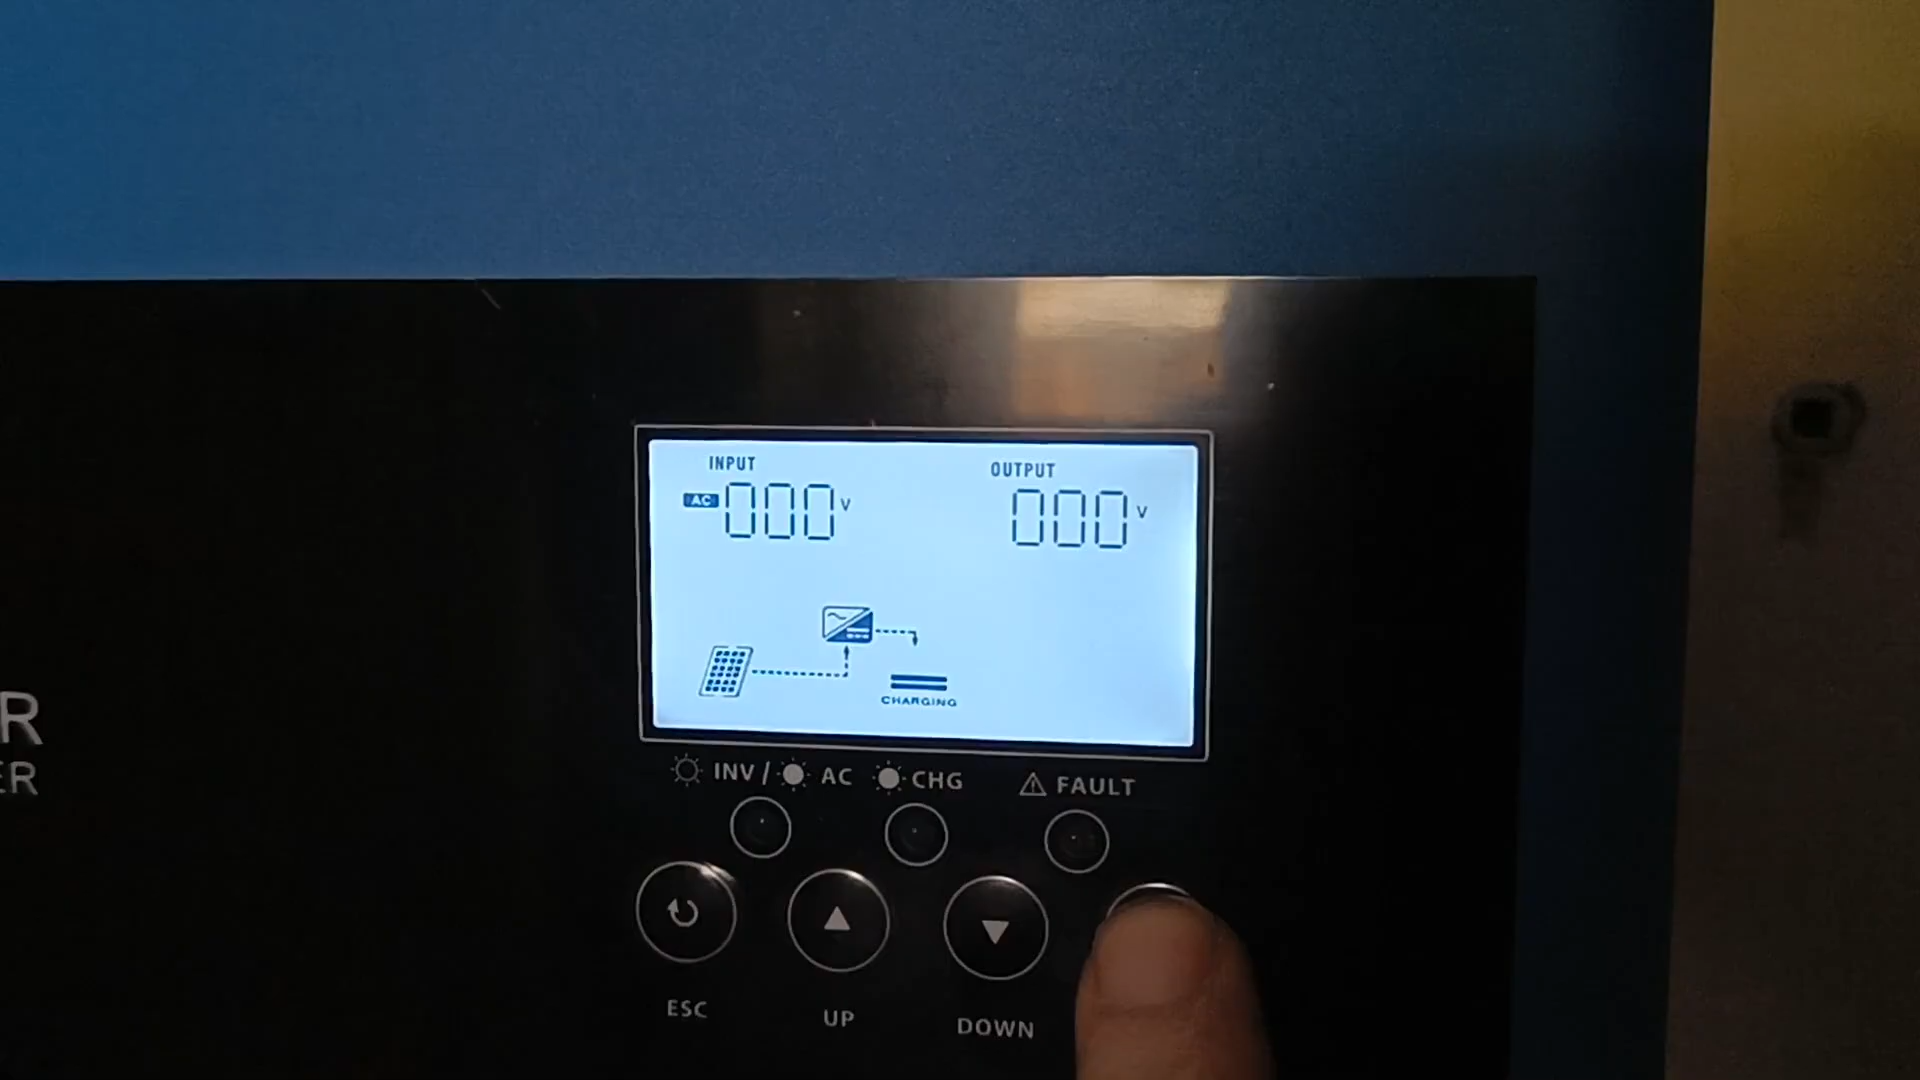 INPUT
OUTPUT
AC 000 V
000 V
CHARGING
INV / AC CHG FAULT
R
ER
ESC
UP
DOWN